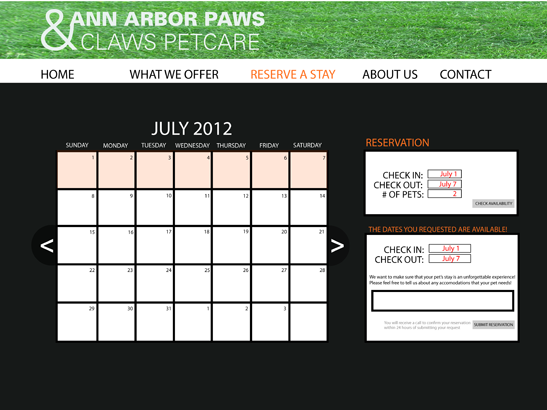 & ANN ARBOR PAWS
CLAWS PETCARE
HOME WHAT WE OFFER RESERVE A STAY ABOUT US CONTACT
JULY 2012
SUNDAY MONDAY TUESDAY WEDNESDAY THURSDAY FRIDAY SATURDAY
1 2 3 4 5 6 7
8 9 10 11 12 13 14
15 16 17 18 19 20 21
22 23 24 25 26 27 28
29 30 31 1 2 3
< >
RESERVATION
CHECK IN: July 1
CHECK OUT: July 7
# OF PETS: 2
CHECK AVAILABILITY
THE DATES YOU REQUESTED ARE AVAILABLE!
CHECK IN: July 1
CHECK OUT: July 7
We want to make sure that your pet's stay is an unforgettable experience!
Please feel free to tell us about any accomodations that your pet needs!
You will receive a call to confirm your reservation
within 24 hours of submitting your request
SUBMIT RESERVATION